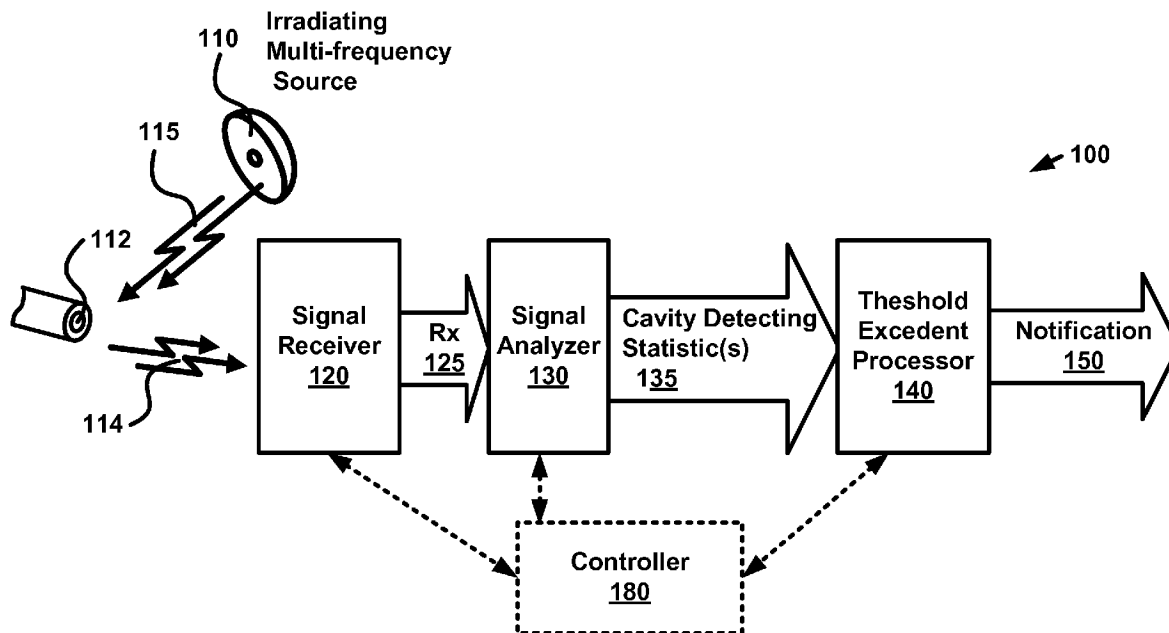 110
Irradiating
Multi-frequency
Source
115
100
112
114
Signal
Receiver
120
Rx
125
Signal
Analyzer
130
Cavity Detecting
Statistic(s)
135
Theshold
Excedent
Processor
140
Notification
150
Controller
180